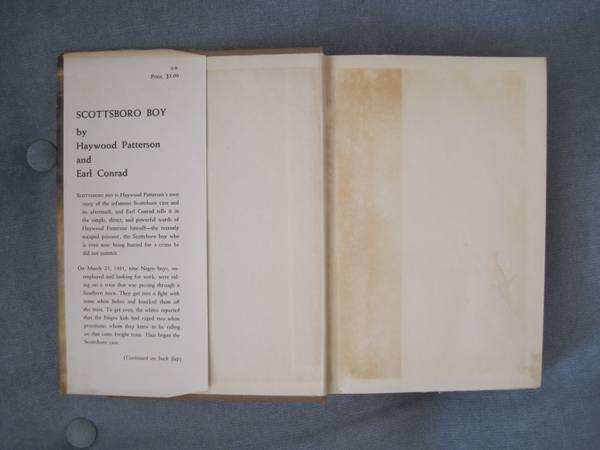 S B
Price, $3.00
SCOTTSBORO BOY
by
Haywood Patterson
and
Earl Conrad
SCOTTSBORO BOY is Haywood Patterson's own
story of the infamous Scottsboro case and
its aftermath, and Earl Conrad tells it in
the simple, direct, and powerful words of
Haywood Patterson himself—the recently
escaped prisoner, the Scottsboro boy who
is even now being hunted for a crime he
did not commit.
On March 25, 1931, nine Negro boys, un-
employed and looking for work, were rid-
ing on a train that was passing through a
Southern town. They got into a fight with
some white hobos and knocked them off
the train. To get even, the whites reported
that the Negro kids had raped two white
prostitutes whom they knew to be riding
on that same freight train. Thus began the
Scottsboro case.
(Continued on back flap)